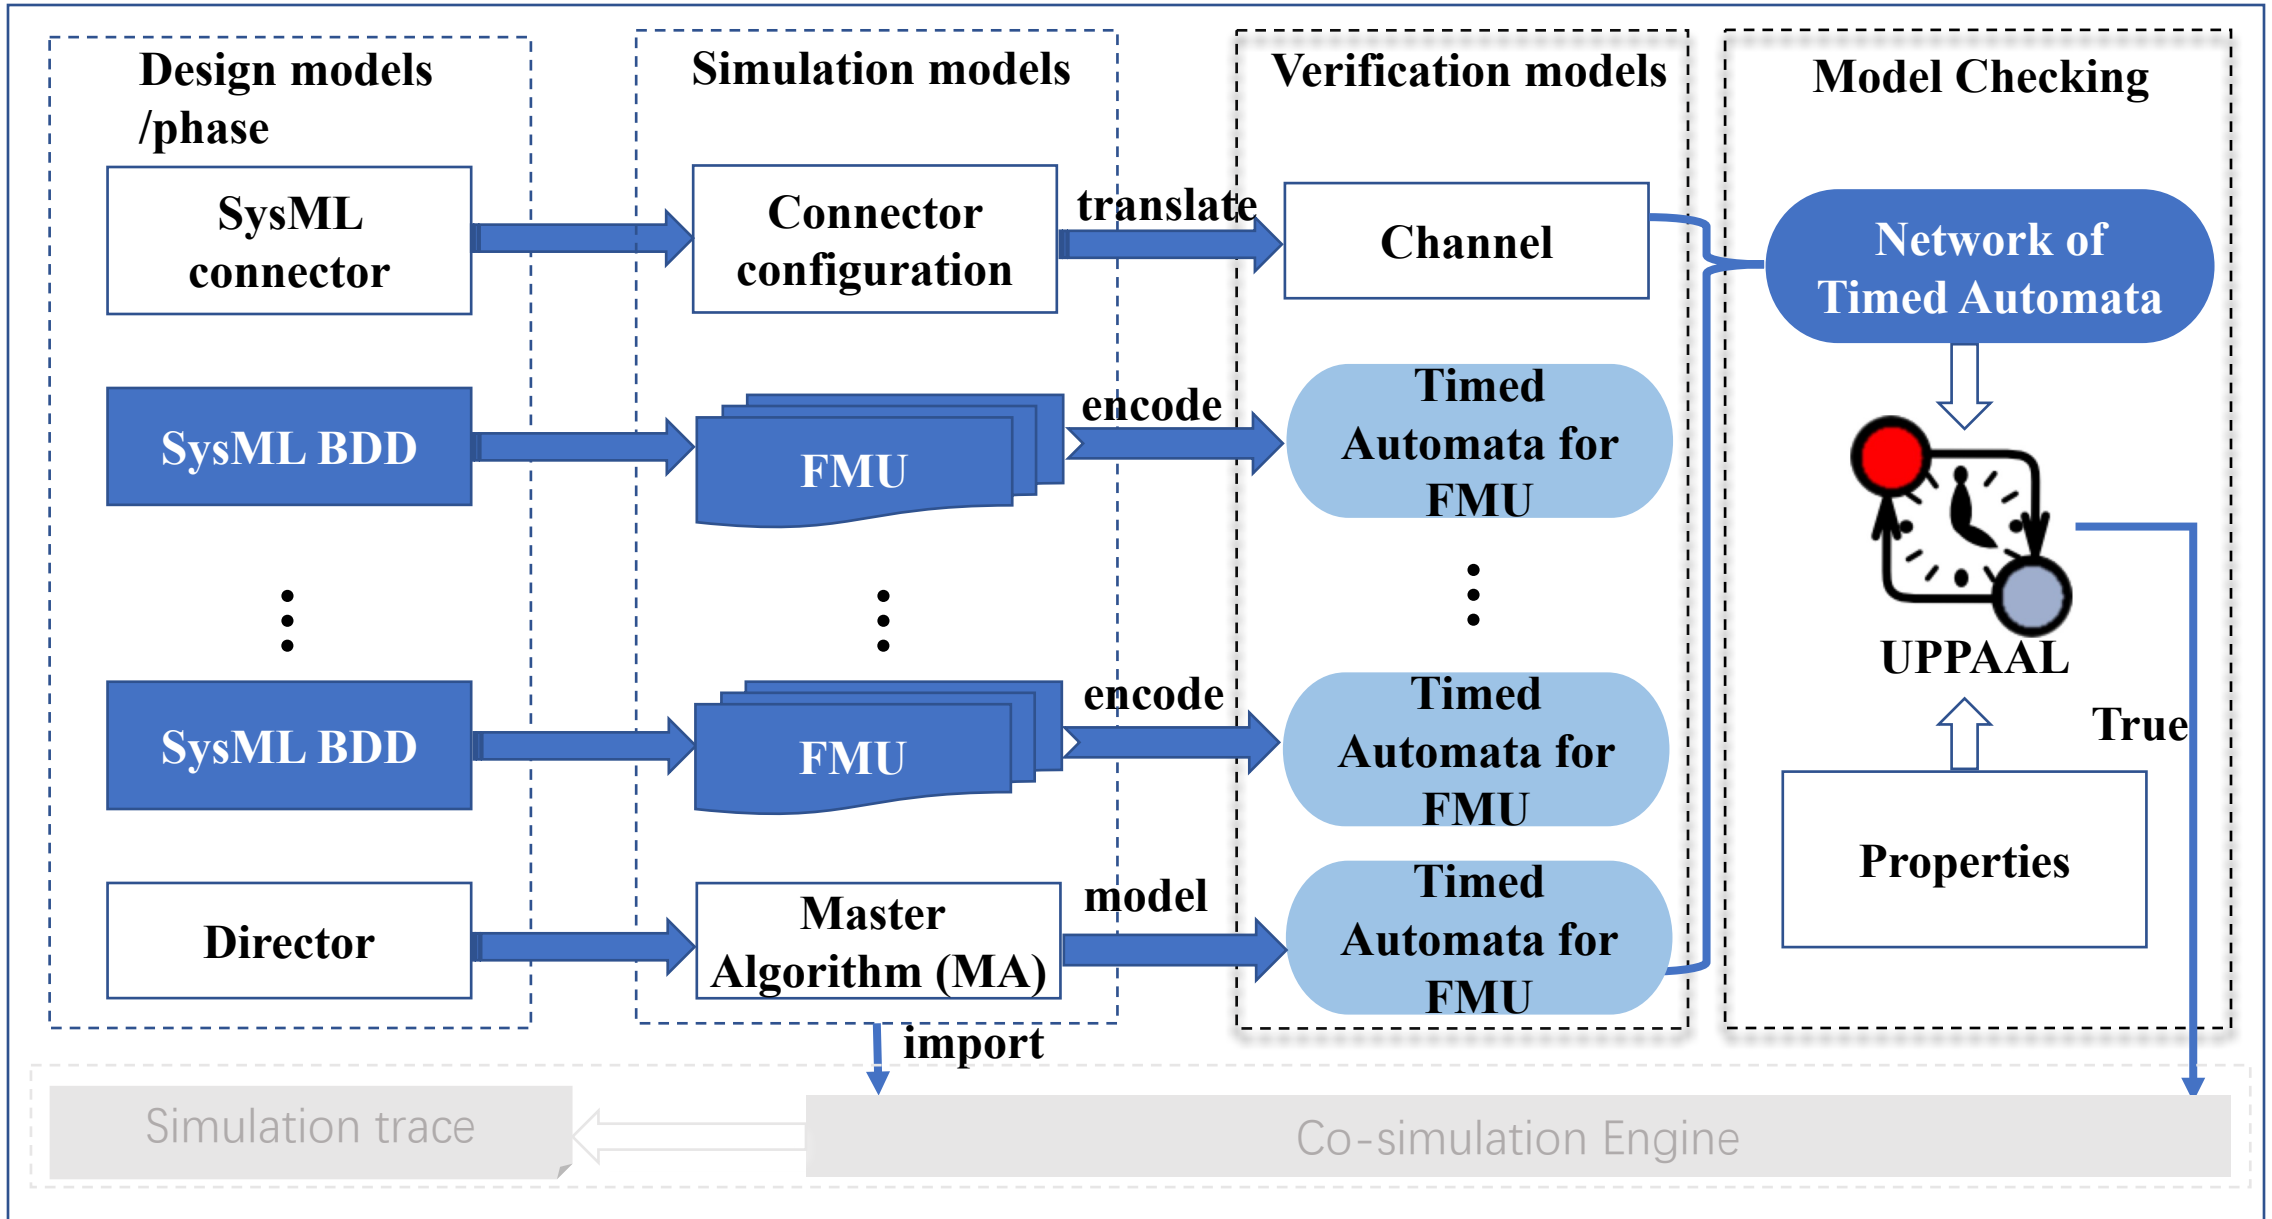 Design models
/phase
SysML
connector
SysML BDD
SysML BDD
Director
Simulation models
Connector
configuration
FMU
FMU
Master
Algorithm (MA)
translate
encode
encode
model
import
Verification models
Channel
Timed
Automata for
FMU
Timed
Automata for
FMU
Timed
Automata for
FMU
Model Checking
Network of
Timed Automata
UPPAAL
True
Properties
Simulation trace
Co-simulation Engine